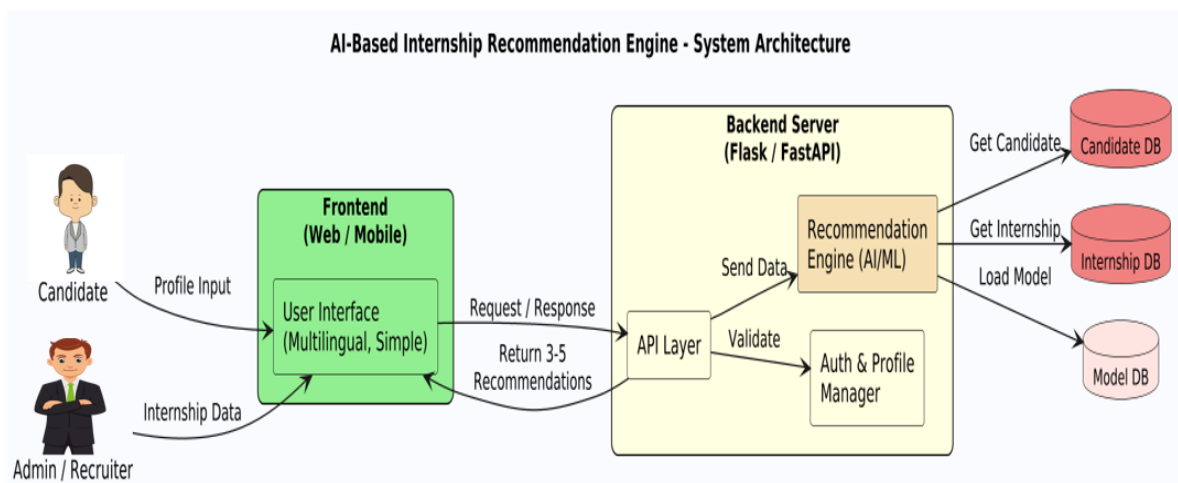 AI-Based Internship Recommendation Engine - System Architecture
Candidate
Admin / Recruiter
Profile Input
Internship Data
Frontend
(Web / Mobile)
User Interface
(Multilingual, Simple)
Request / Response
Return 3-5
Recommendations
Backend Server
(Flask / FastAPI)
API Layer
Send Data
Validate
Recommendation
Engine (AI/ML)
Auth & Profile
Manager
Get Candidate
Get Internship
Load Model
Candidate DB
Internship DB
Model DB